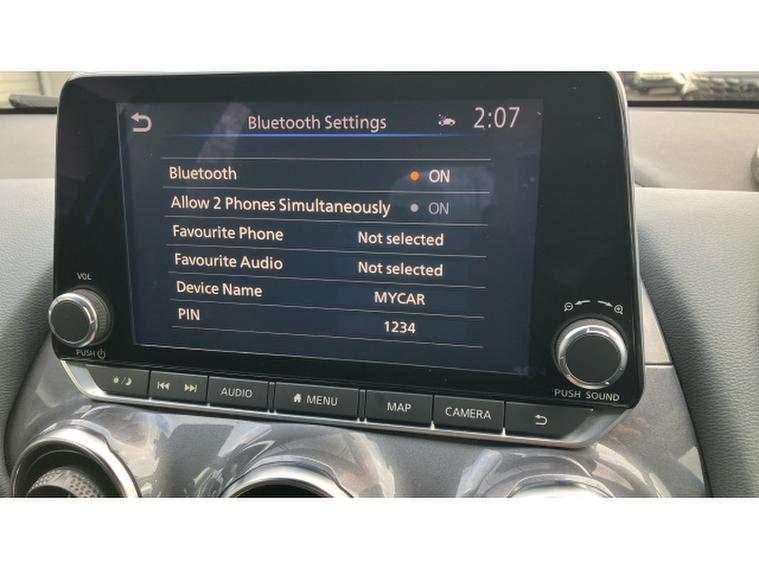 Bluetooth Settings 2:07
Bluetooth ON
Allow 2 Phones Simultaneously ON
Favourite Phone Not selected
Favourite Audio Not selected
Device Name MYCAR
PIN 1234
VOL
PUSH
PUSH SOUND
AUDIO MENU MAP CAMERA